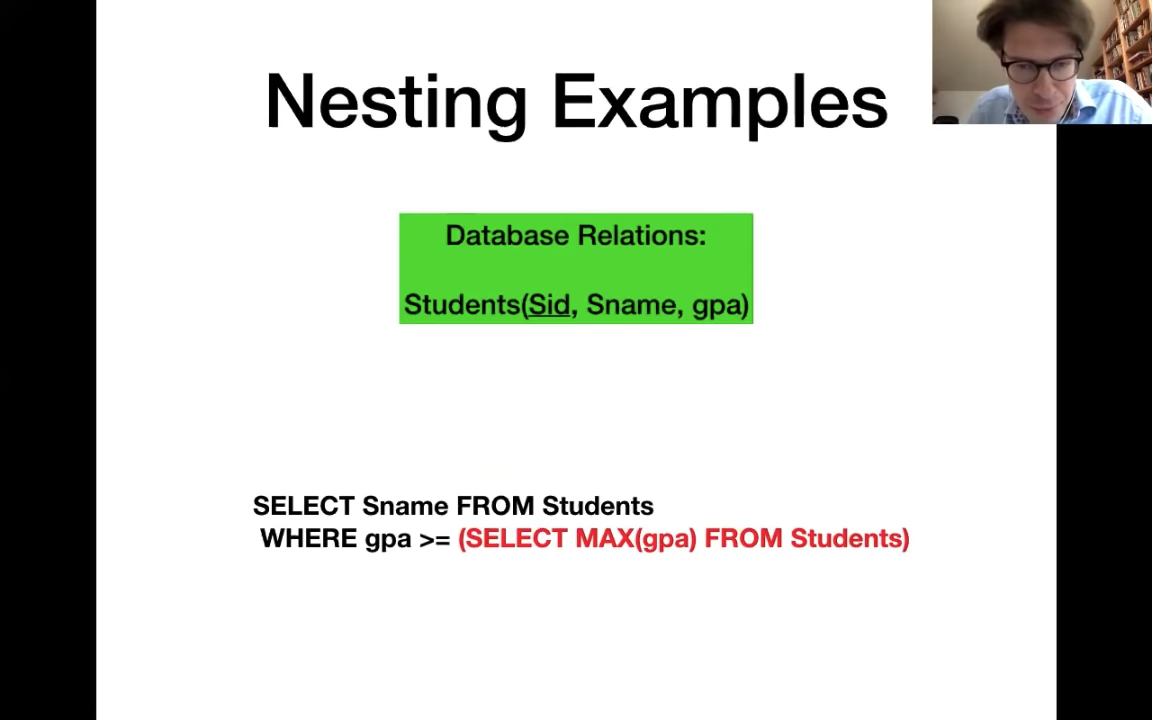 Nesting Examples
Database Relations:
Students(Sid, Sname, gpa)
SELECT Sname FROM Students
WHERE gpa >= (SELECT MAX(gpa) FROM Students)